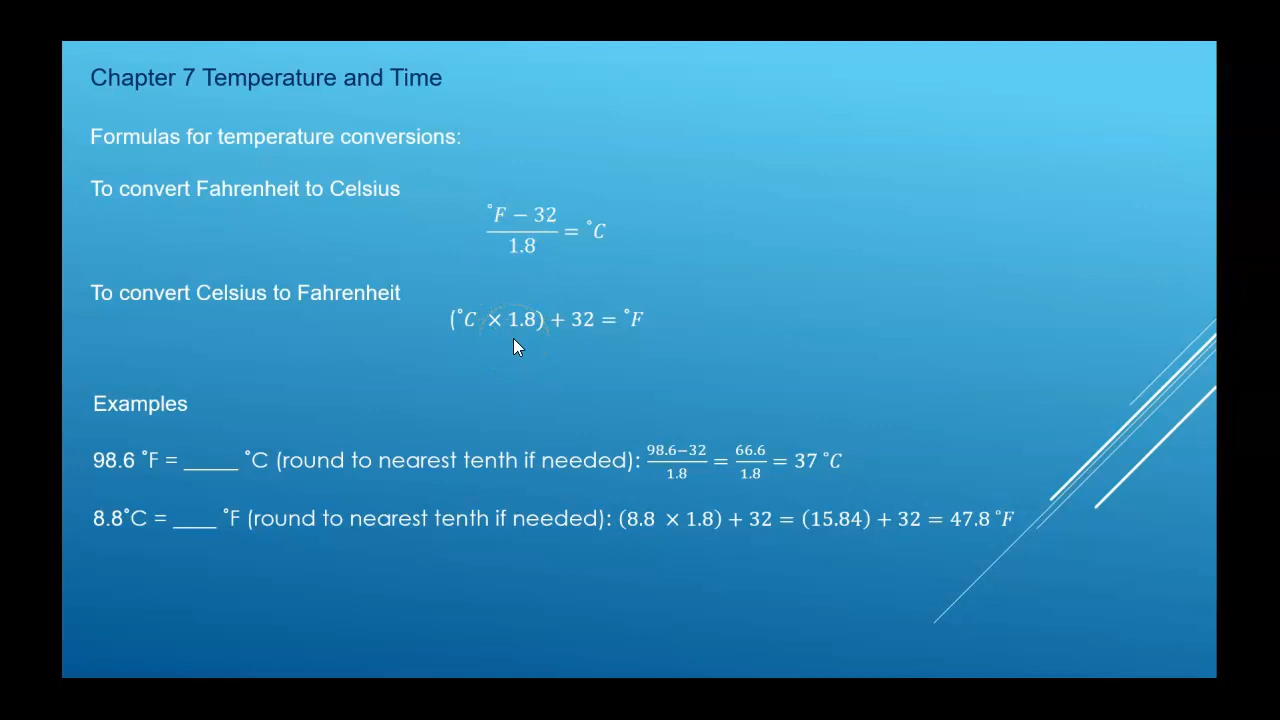 Chapter 7 Temperature and Time
Formulas for temperature conversions:
To convert Fahrenheit to Celsius
(˚F − 32)/1.8 = ˚C
To convert Celsius to Fahrenheit
(˚C × 1.8) + 32 = ˚F
Examples
98.6 ˚F = _____ ˚C (round to nearest tenth if needed): (98.6−32)/1.8 = 66.6/1.8 = 37 ˚C
8.8˚C = ____ ˚F (round to nearest tenth if needed): (8.8 × 1.8) + 32 = (15.84) + 32 = 47.8 ˚F